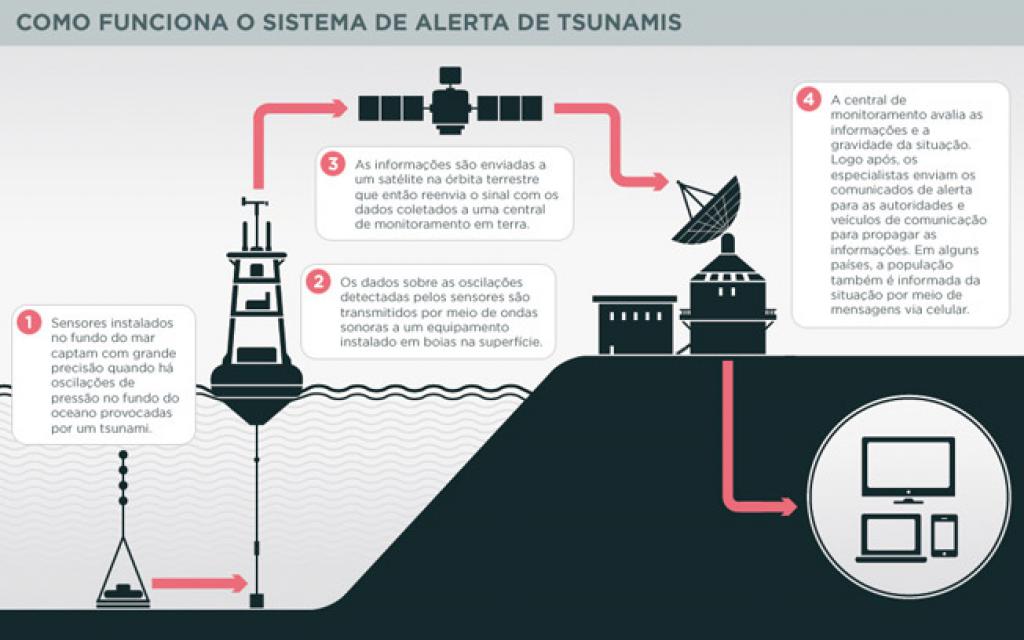 COMO FUNCIONA O SISTEMA DE ALERTA DE TSUNAMIS
1
Sensores instalados
no fundo do mar
captam com grande
precisão quando há
oscilações de
pressão no fundo do
oceano provocadas
por um tsunami.
2
Os dados sobre as oscilações
detectadas pelos sensores são
transmitidos por meio de ondas
sonoras a um equipamento
instalado em boias na superfície.
3
As informações são enviadas a
um satélite na órbita terrestre
que então reenvia o sinal com os
dados coletados a uma central
de monitoramento em terra.
4
A central de
monitoramento avalia as
informações e a
gravidade da situação.
Logo após, os
especialistas enviam os
comunicados de alerta
para as autoridades e
veículos de comunicação
para propagar as
informações. Em alguns
países, a população
também é informada da
situação por meio de
mensagens via celular.